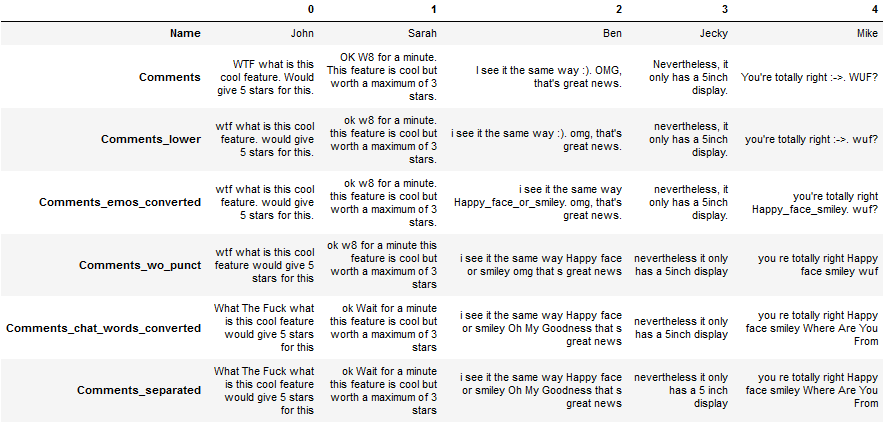 0 1 2 3 4
Name John Sarah Ben Jecky Mike
Comments
WTF what is this
cool feature. Would
give 5 stars for this.
OK W8 for a minute.
This feature is cool but
worth a maximum of 3
stars.
I see it the same way :). OMG,
that's great news.
Nevertheless, it
only has a 5inch
display.
You're totally right :->. WUF?
Comments_lower
wtf what is this cool
feature. would give
5 stars for this.
ok w8 for a minute.
this feature is cool but
worth a maximum of 3
stars.
i see it the same way :). omg, that's
great news.
nevertheless, it
only has a 5inch
display.
you're totally right :->. wuf?
Comments_emos_converted
wtf what is this cool
feature. would give
5 stars for this.
ok w8 for a minute.
this feature is cool but
worth a maximum of 3
stars.
i see it the same way
Happy_face_or_smiley. omg, that's
great news.
nevertheless, it
only has a 5inch
display.
you're totally right
Happy_face_smiley. wuf?
Comments_wo_punct
wtf what is this cool
feature would give 5
stars for this
ok w8 for a minute this
feature is cool but
worth a maximum of 3
stars
i see it the same way Happy face
or smiley omg that s great news
nevertheless it only
has a 5inch display
you re totally right Happy
face smiley wuf
Comments_chat_words_converted
What The Fuck what
is this cool feature
would give 5 stars
for this
ok Wait for a minute
this feature is cool but
worth a maximum of 3
stars
i see it the same way Happy face
or smiley Oh My Goodness that s
great news
nevertheless it only
has a 5inch display
you re totally right Happy
face smiley Where Are You
From
Comments_separated
What The Fuck what
is this cool feature
would give 5 stars
for this
ok Wait for a minute
this feature is cool but
worth a maximum of 3
stars
i see it the same way Happy face
or smiley Oh My Goodness that s
great news
nevertheless it only
has a 5 inch
display
you re totally right Happy
face smiley Where Are You
From